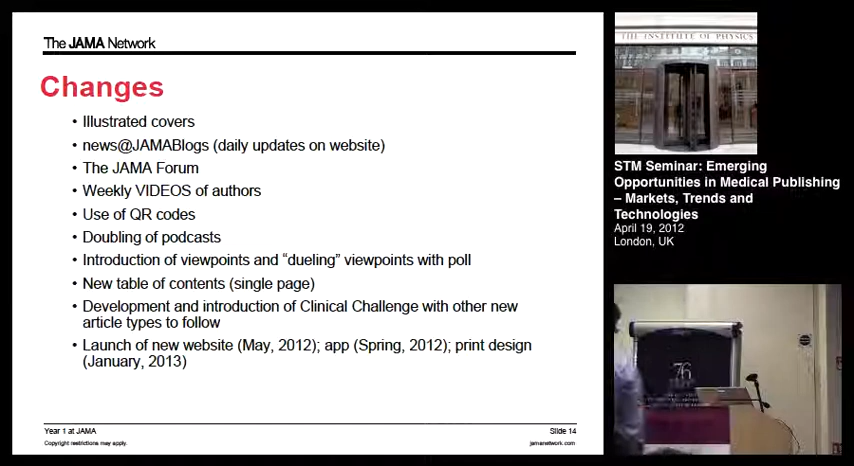 The JAMA Network
Changes
• Illustrated covers
• news@JAMABlogs (daily updates on website)
• The JAMA Forum
• Weekly VIDEOS of authors
• Use of QR codes
• Doubling of podcasts
• Introduction of viewpoints and “dueling” viewpoints with poll
• New table of contents (single page)
• Development and introduction of Clinical Challenge with other new
article types to follow
• Launch of new website (May, 2012); app (Spring, 2012); print design
(January, 2013)
Year 1 at JAMA
Slide 14
Copyright restrictions may apply.
jamanetwork.com
THE INSTITUTE OF PHYSICS
STM Seminar: Emerging
Opportunities in Medical Publishing
– Markets, Trends and
Technologies
April 19, 2012
London, UK
76